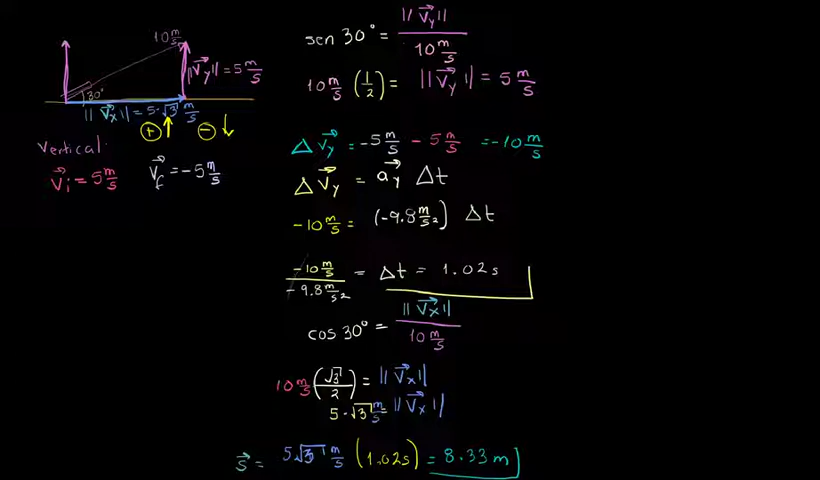 10 m/s
||V⃗y|| = 5 m/s
30°
||V⃗x|| = 5·√3 m/s
(+) ↑ (−) ↓
Vertical:
V⃗i = 5 m/s
V⃗f = −5 m/s
sen 30° = ||V⃗y|| / 10 m/s
10 m/s (1/2) = ||V⃗y|| = 5 m/s
ΔV⃗y = −5 m/s − 5 m/s = −10 m/s
ΔV⃗y = a⃗y Δt
−10 m/s = (−9.8 m/s²) Δt
−10 m/s / −9.8 m/s² = Δt = 1.02 s
cos 30° = ||V⃗x|| / 10 m/s
10 m/s (√3/2) = ||V⃗x||
5·√3 m/s = ||V⃗x||
s⃗ = 5√3 m/s (1.02s) = 8.33 m